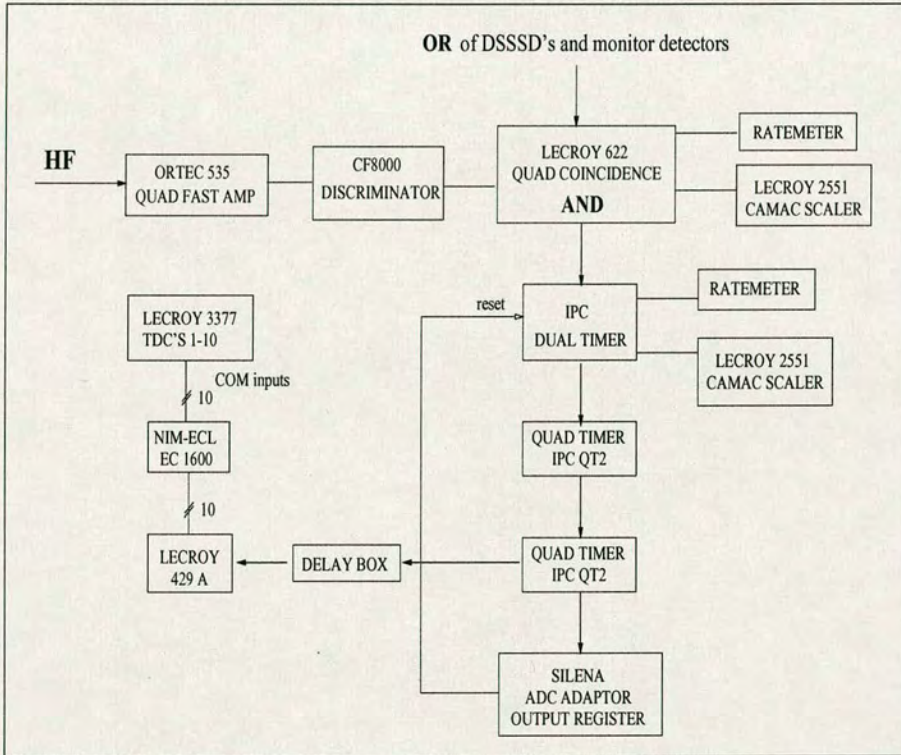 OR of DSSSD's and monitor detectors
HF
ORTEC 535
QUAD FAST AMP
CF8000
DISCRIMINATOR
LECROY 622
QUAD COINCIDENCE
AND
RATEMETER
LECROY 2551
CAMAC SCALER
reset
IPC
DUAL TIMER
RATEMETER
LECROY 2551
CAMAC SCALER
LECROY 3377
TDC'S 1-10
COM inputs
10
NIM-ECL
EC 1600
10
LECROY
429 A
DELAY BOX
QUAD TIMER
IPC QT2
QUAD TIMER
IPC QT2
SILENA
ADC ADAPTOR
OUTPUT REGISTER